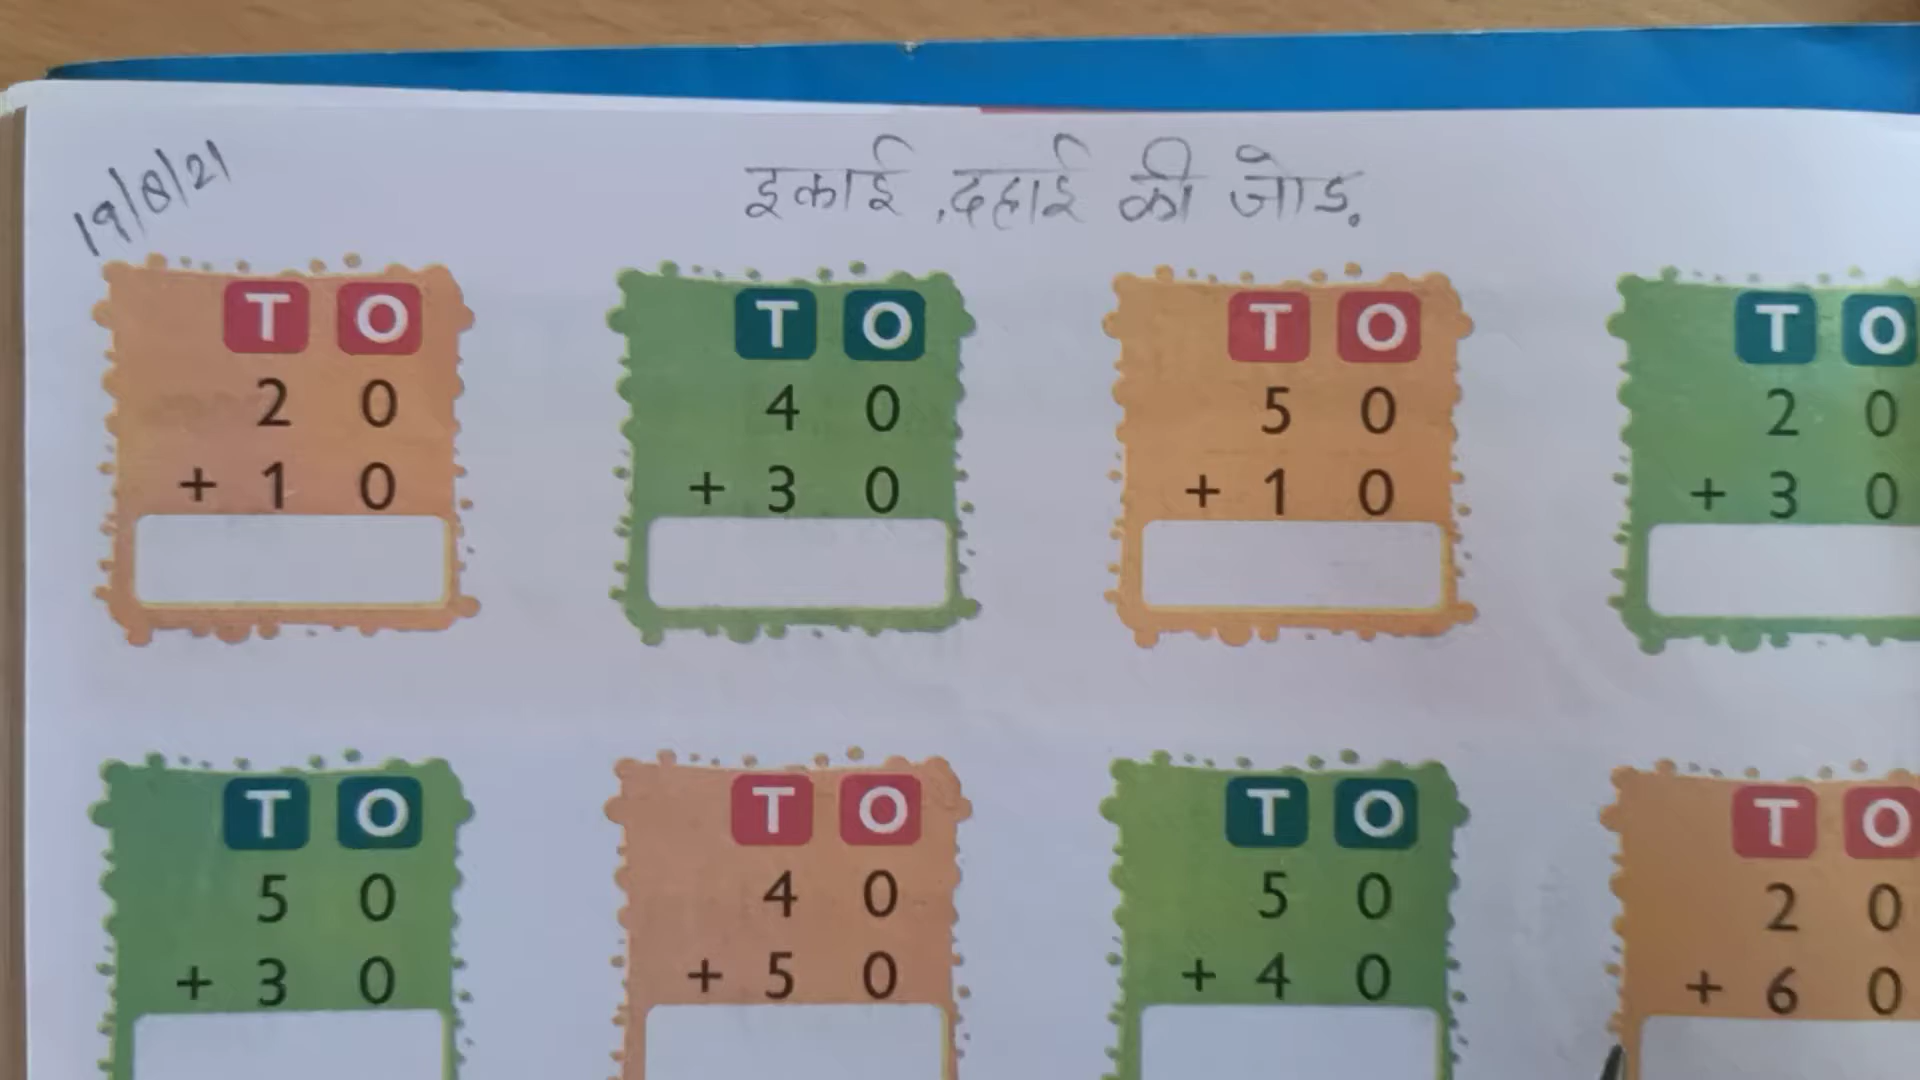 19/8/21
इकाई ,दहाई की जोड.
T O T O T O T O
2 0 4 0 5 0 2 0
+ 1 0 + 3 0 + 1 0 + 3 0
T O T O T O T O
5 0 4 0 5 0 2 0
+ 3 0 + 5 0 + 4 0 + 6 0